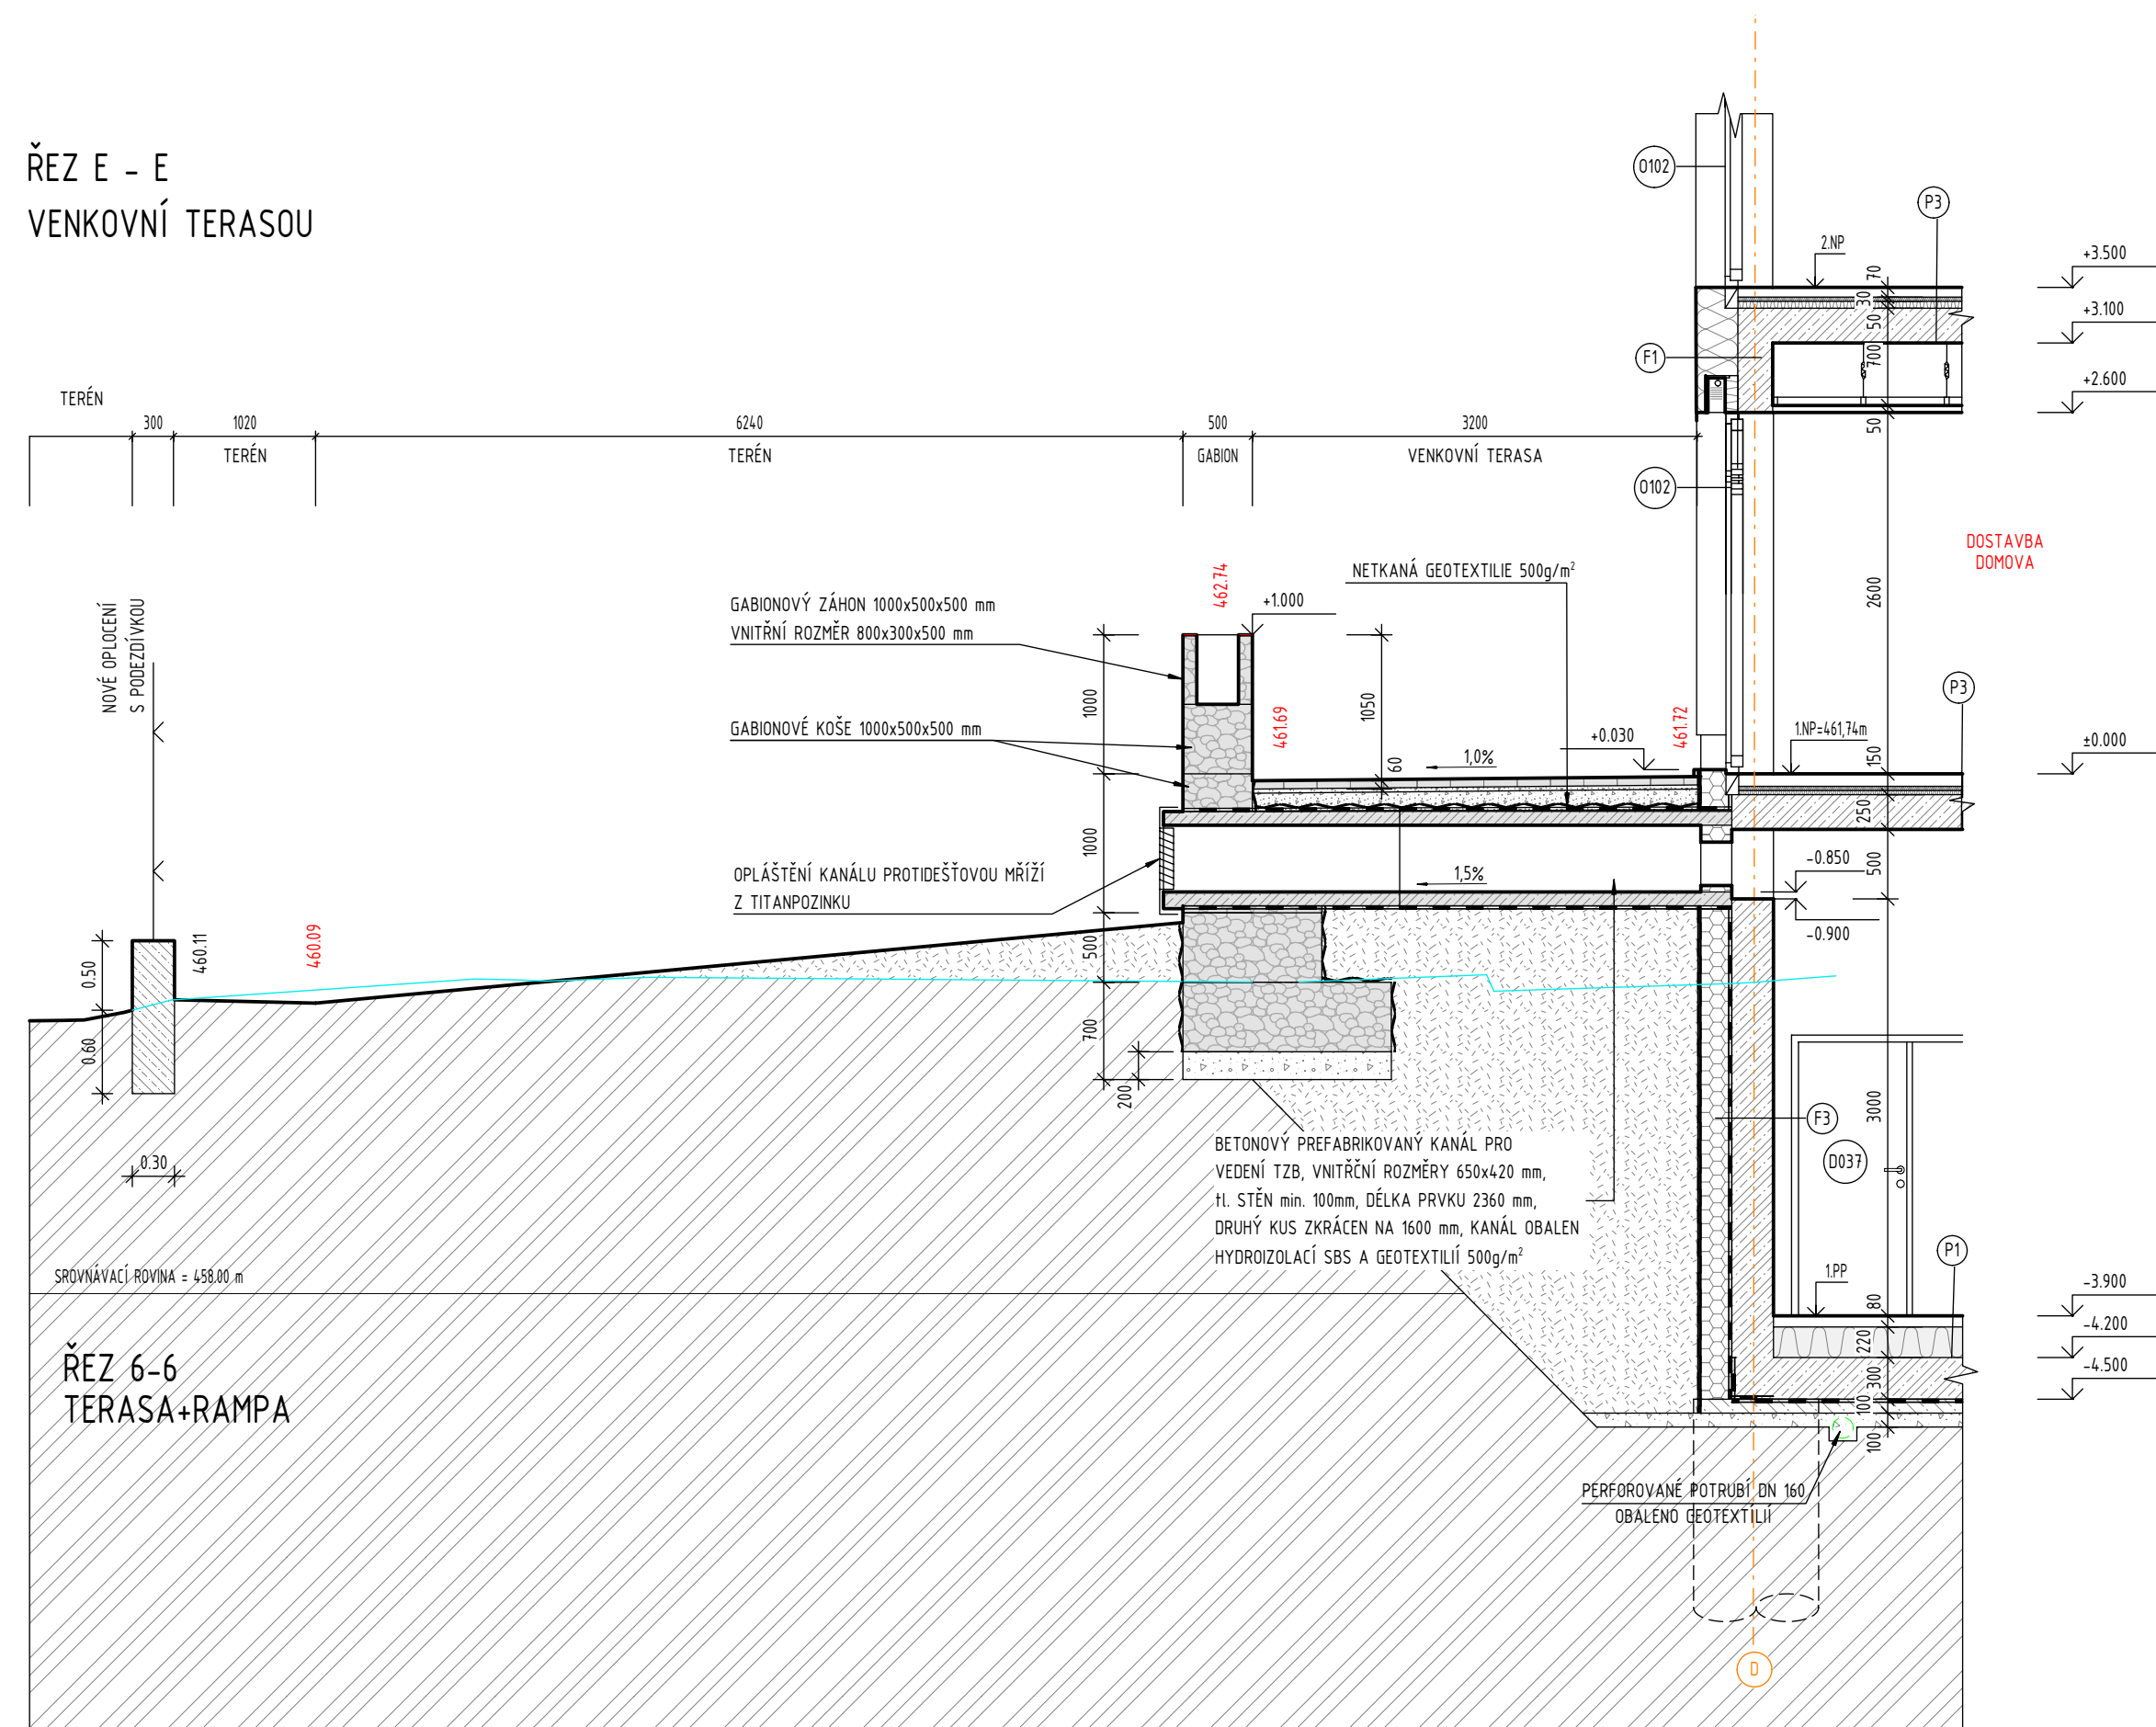 ŘEZ E - E
VENKOVNÍ TERASOU
O102
P3
2.NP
+3.500
+3.100
+2.600
70
30
50
700
50
F1
TERÉN
300
1020
6240
500
3200
TERÉN
TERÉN
GABION
VENKOVNÍ TERASA
O102
DOSTAVBA
DOMOVA
NETKANÁ GEOTEXTILIE 500g/m²
462.74
+1.000
GABIONOVÝ ZÁHON 1000x500x500 mm
VNITŘNÍ ROZMĚR 800x300x500 mm
NOVÉ OPLOCENÍ
S PODEZDÍVKOU
2600
P3
1000
1050
461.69
461.72
GABIONOVÉ KOŠE 1000x500x500 mm
+0.030
1.NP=461,74m
±0.000
1,0%
60
150
250
1000
OPLÁŠTĚNÍ KANÁLU PROTIDEŠŤOVOU MŘÍŽÍ
Z TITANPOZINKU
1,5%
-0.850
500
-0.900
460.11
460.09
0.50
0.60
500
700
200
0.30
3000
F3
D037
BETONOVÝ PREFABRIKOVANÝ KANÁL PRO
VEDENÍ TZB, VNITŘČNÍ ROZMĚRY 650x420 mm,
tl. STĚN min. 100mm, DÉLKA PRVKU 2360 mm,
DRUHÝ KUS ZKRÁCEN NA 1600 mm, KANÁL OBALEN
HYDROIZOLACÍ SBS A GEOTEXTILIÍ 500g/m²
P1
1.PP
SROVNÁVACÍ ROVINA = 458.00 m
-3.900
-4.200
-4.500
80
220
300
100
100
ŘEZ 6-6
TERASA+RAMPA
PERFOROVANÉ POTRUBÍ DN 160
OBALENO GEOTEXTILIÍ
D